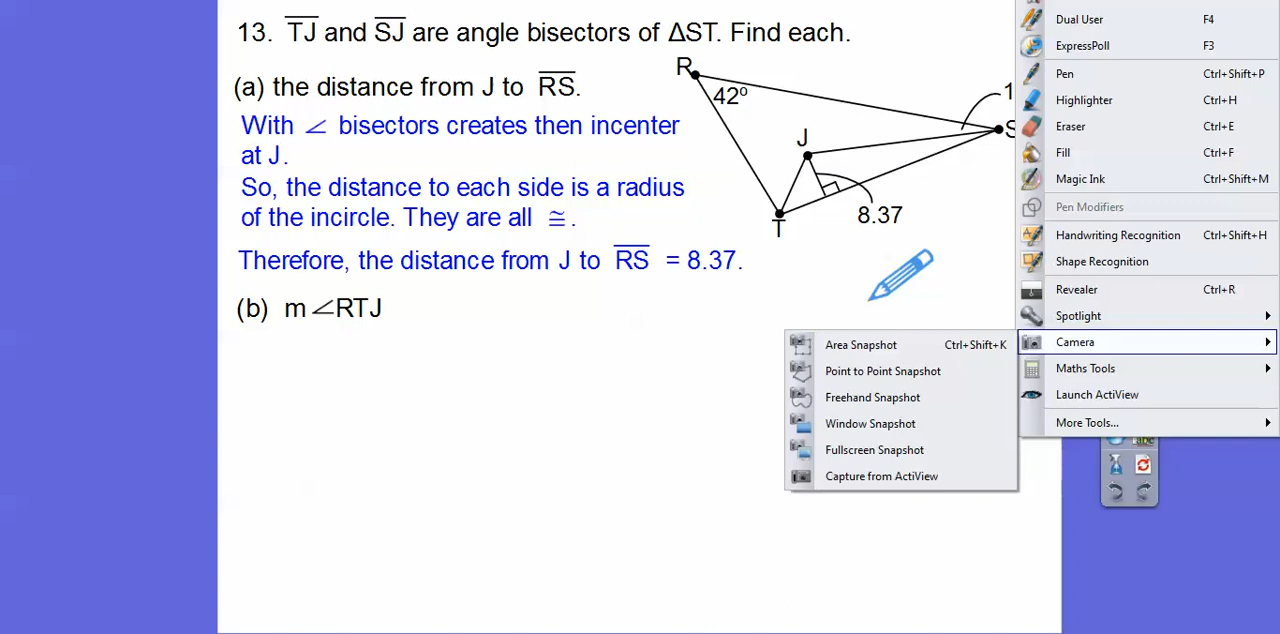 13. TJ and SJ are angle bisectors of ΔST. Find each.
(a) the distance from J to RS.
With ∠ bisectors creates then incenter
at J.
So, the distance to each side is a radius
of the incircle. They are all ≅.
Therefore, the distance from J to RS = 8.37.
(b) m∠RTJ
R
42º
1
S
J
T
8.37
Dual User F4
ExpressPoll F3
Pen Ctrl+Shift+P
Highlighter Ctrl+H
Eraser Ctrl+E
Fill Ctrl+F
Magic Ink Ctrl+Shift+M
Pen Modifiers
Handwriting Recognition Ctrl+Shift+H
Shape Recognition
Revealer Ctrl+R
Spotlight
Camera
Maths Tools
Launch ActiView
More Tools...
Area Snapshot Ctrl+Shift+K
Point to Point Snapshot
Freehand Snapshot
Window Snapshot
Fullscreen Snapshot
Capture from ActiView
abc